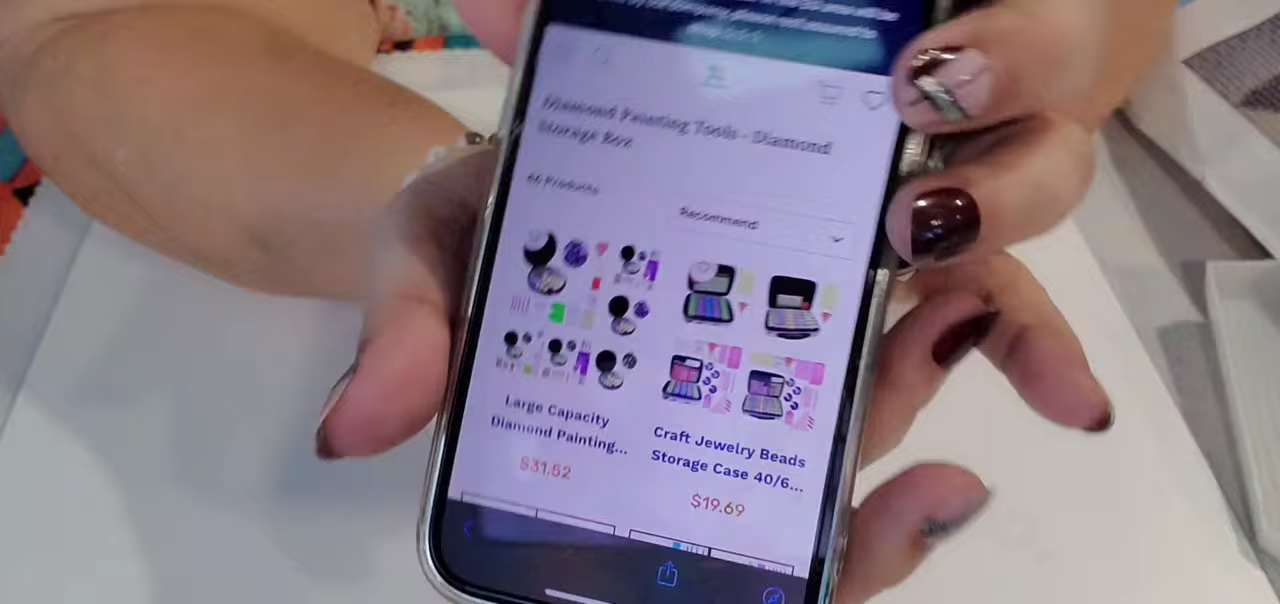 Diamond Painting Tools - Diamond
Storage Box
66 Products
Recommend
Large Capacity
Diamond Painting...
$31.52
Craft Jewelry Beads
Storage Case 40/6...
$19.69